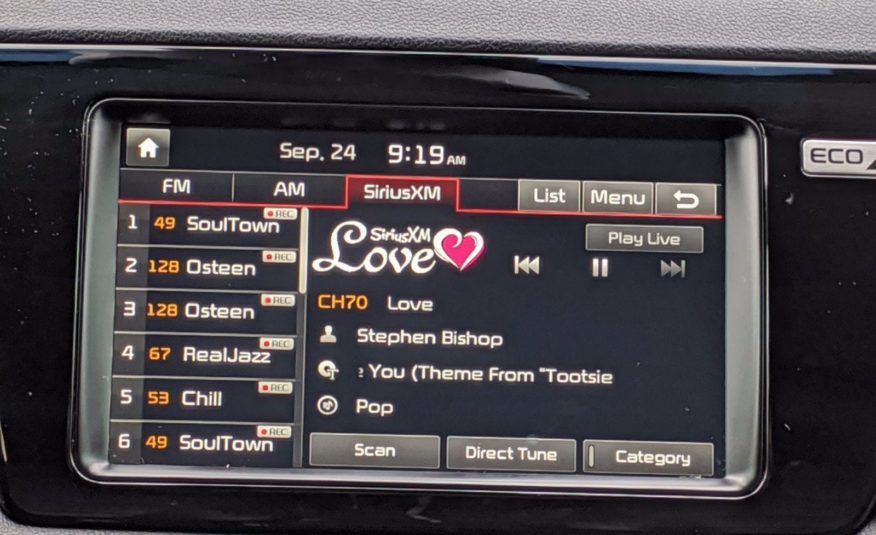 Sep. 24 9:19 AM
FM AM SiriusXM List Menu
1 49 SoulTown REC
2 128 Osteen REC
3 128 Osteen REC
4 67 RealJazz REC
5 53 Chill REC
6 49 SoulTown REC
SiriusXM
Love
Play Live
CH70 Love
Stephen Bishop
You (Theme From "Tootsie
Pop
Scan Direct Tune Category
ECO